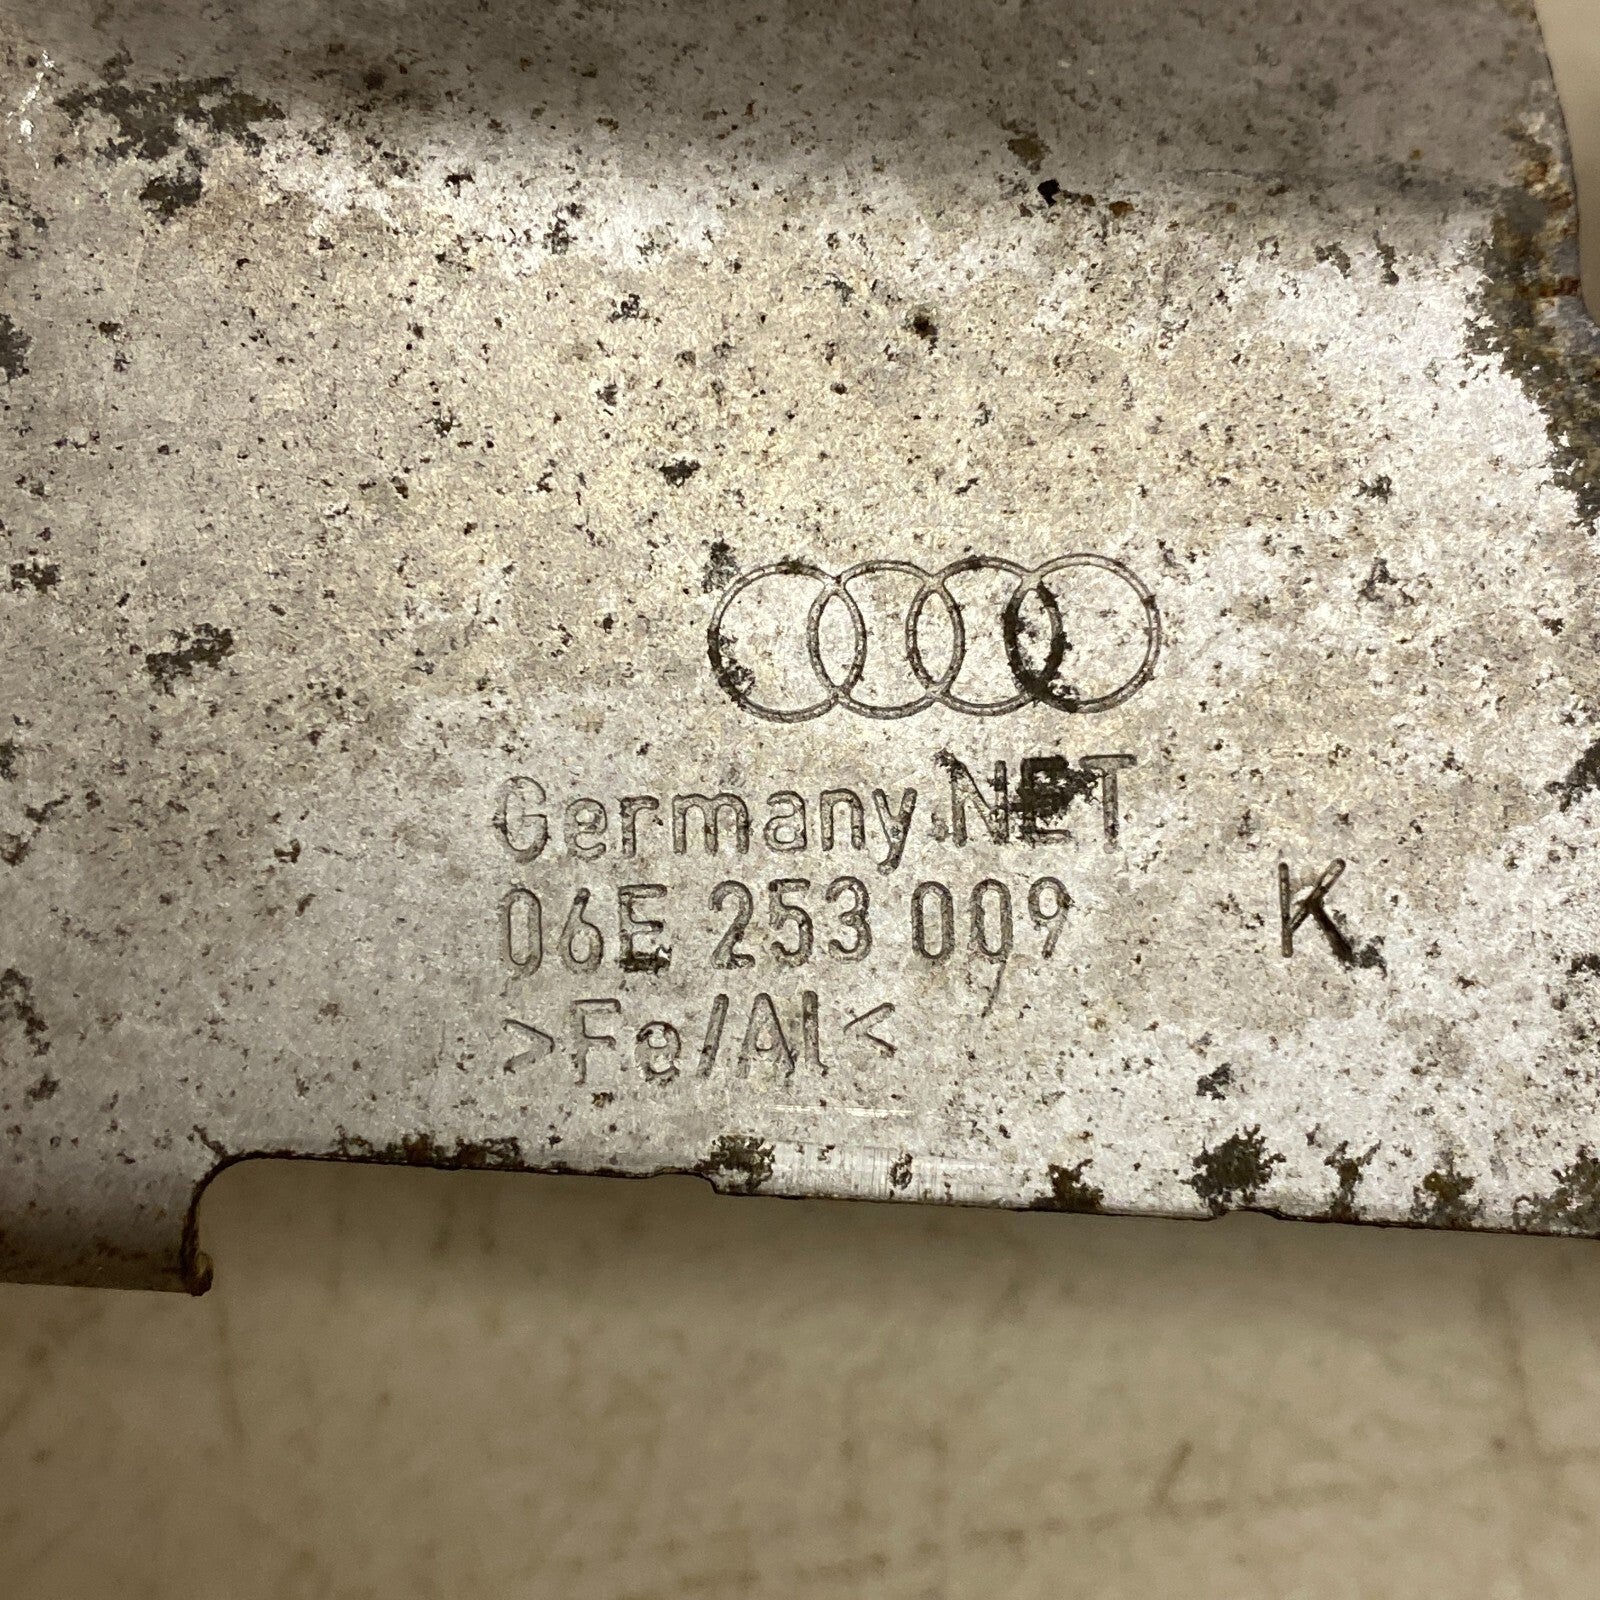 Germany.NET
06E 253 009 K
>Fe/Al<